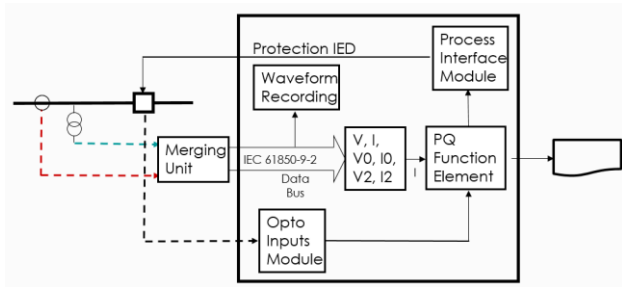 Protection IED
Process
Interface
Module
Waveform
Recording
Merging
Unit
IEC 61850-9-2
Data
Bus
V, I,
V0, I0,
V2, I2
I
PQ
Function
Element
Opto
Inputs
Module